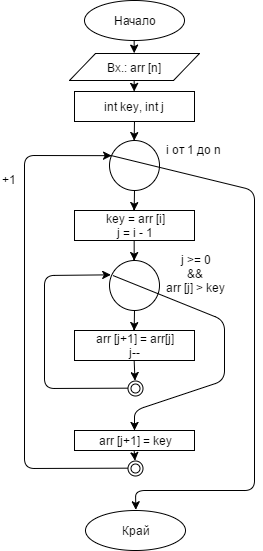 Начало
Вх.: arr [n]
int key, int j
i от 1 до n
+1
key = arr [i]
j = i - 1
j >= 0
&&
arr [j] > key
arr [j+1] = arr[j]
j--
arr [j+1] = key
Край